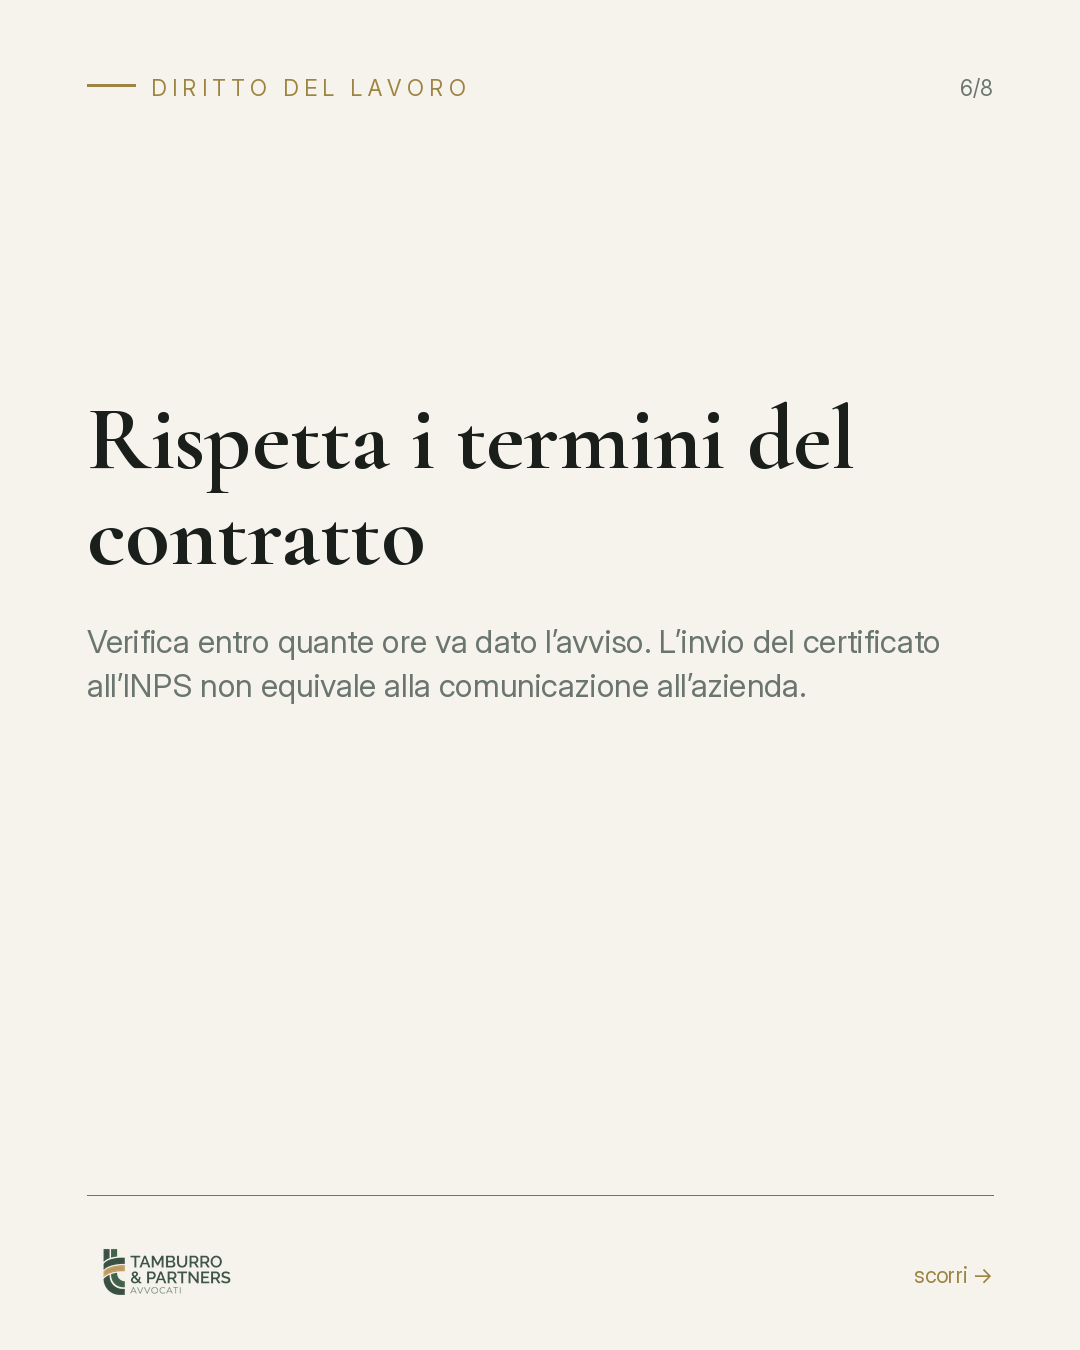 DIRITTO DEL LAVORO
6/8
Rispetta i termini del
contratto
Verifica entro quante ore va dato l’avviso. L’invio del certificato
all’INPS non equivale alla comunicazione all’azienda.
TAMBURRO
& PARTNERS
AVVOCATI
scorri →